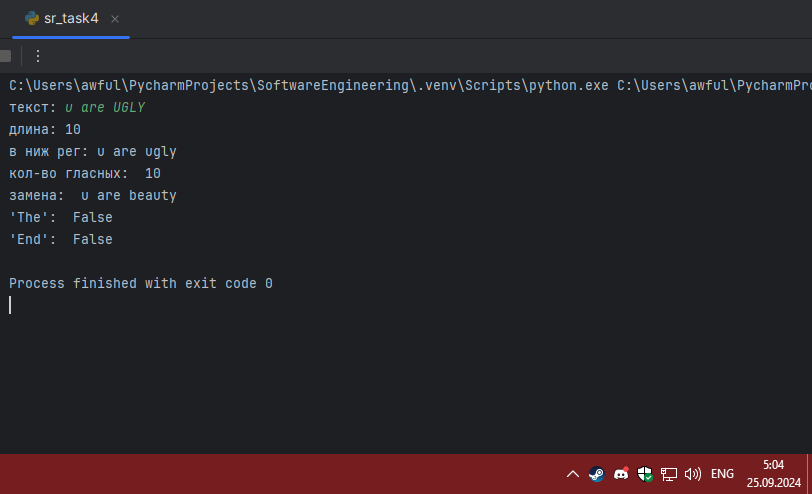 sr_task4
C:\Users\awful\PycharmProjects\SoftwareEngineering\.venv\Scripts\python.exe C:\Users\awful\PycharmPro
текст: u are UGLY
длина: 10
в ниж рег: u are ugly
кол-во гласных:  10
замена:  u are beauty
'The':  False
'End':  False
Process finished with exit code 0
ENG
5:04
25.09.2024